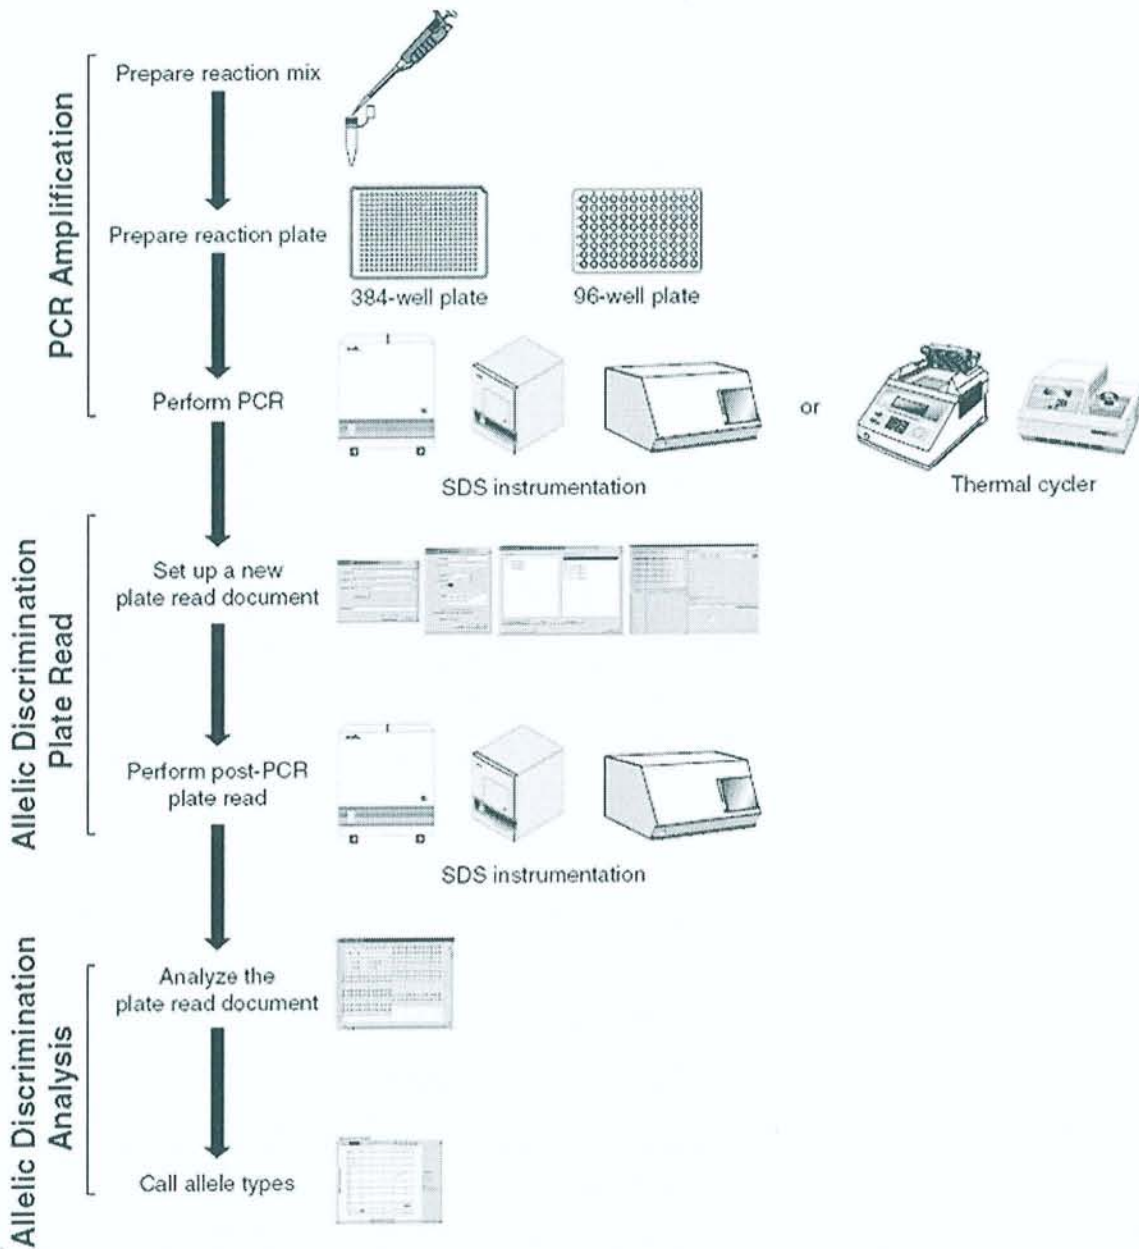 PCR Amplification
Prepare reaction mix
Prepare reaction plate
384-well plate
96-well plate
Perform PCR
or
SDS instrumentation
Thermal cycler
Allelic Discrimination
Plate Read
Set up a new
plate read document
Perform post-PCR
plate read
SDS instrumentation
Allelic Discrimination
Analysis
Analyze the
plate read document
Call allele types